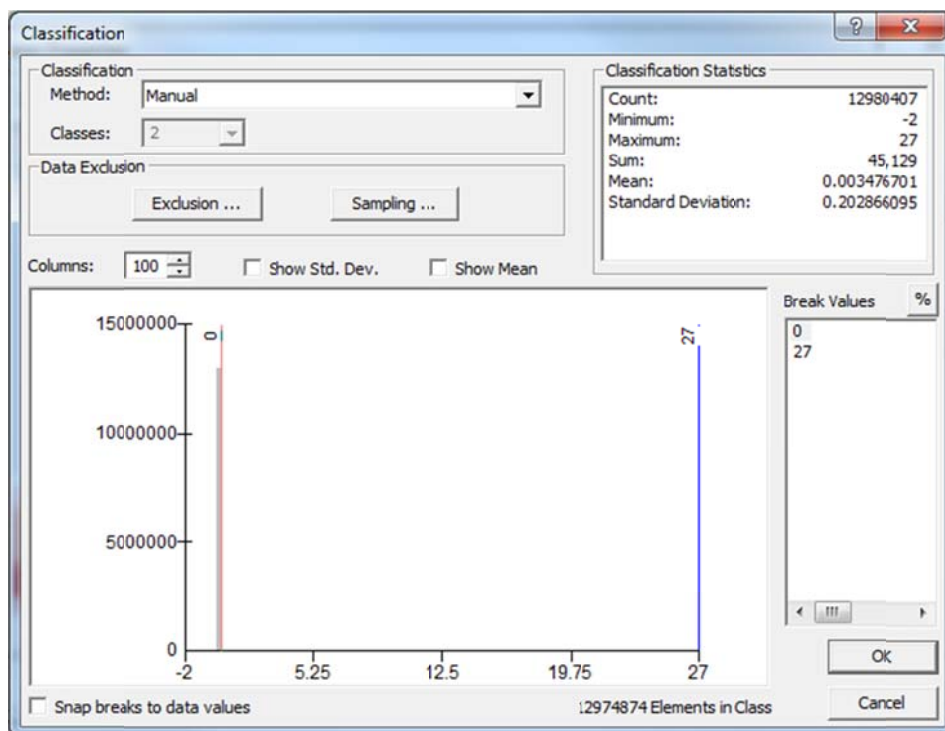 Classification
Classification
Method: Manual
Classes: 2
Data Exclusion
Exclusion ...
Sampling ...
Classification Statstics
Count: 12980407
Minimum: -2
Maximum: 27
Sum: 45,129
Mean: 0.003476701
Standard Deviation: 0.202866095
Columns: 100
Show Std. Dev.
Show Mean
Break Values
%
0
27
15000000
10000000
5000000
0
0
27
-2
5.25
12.5
19.75
27
OK
Cancel
Snap breaks to data values
12974874 Elements in Class